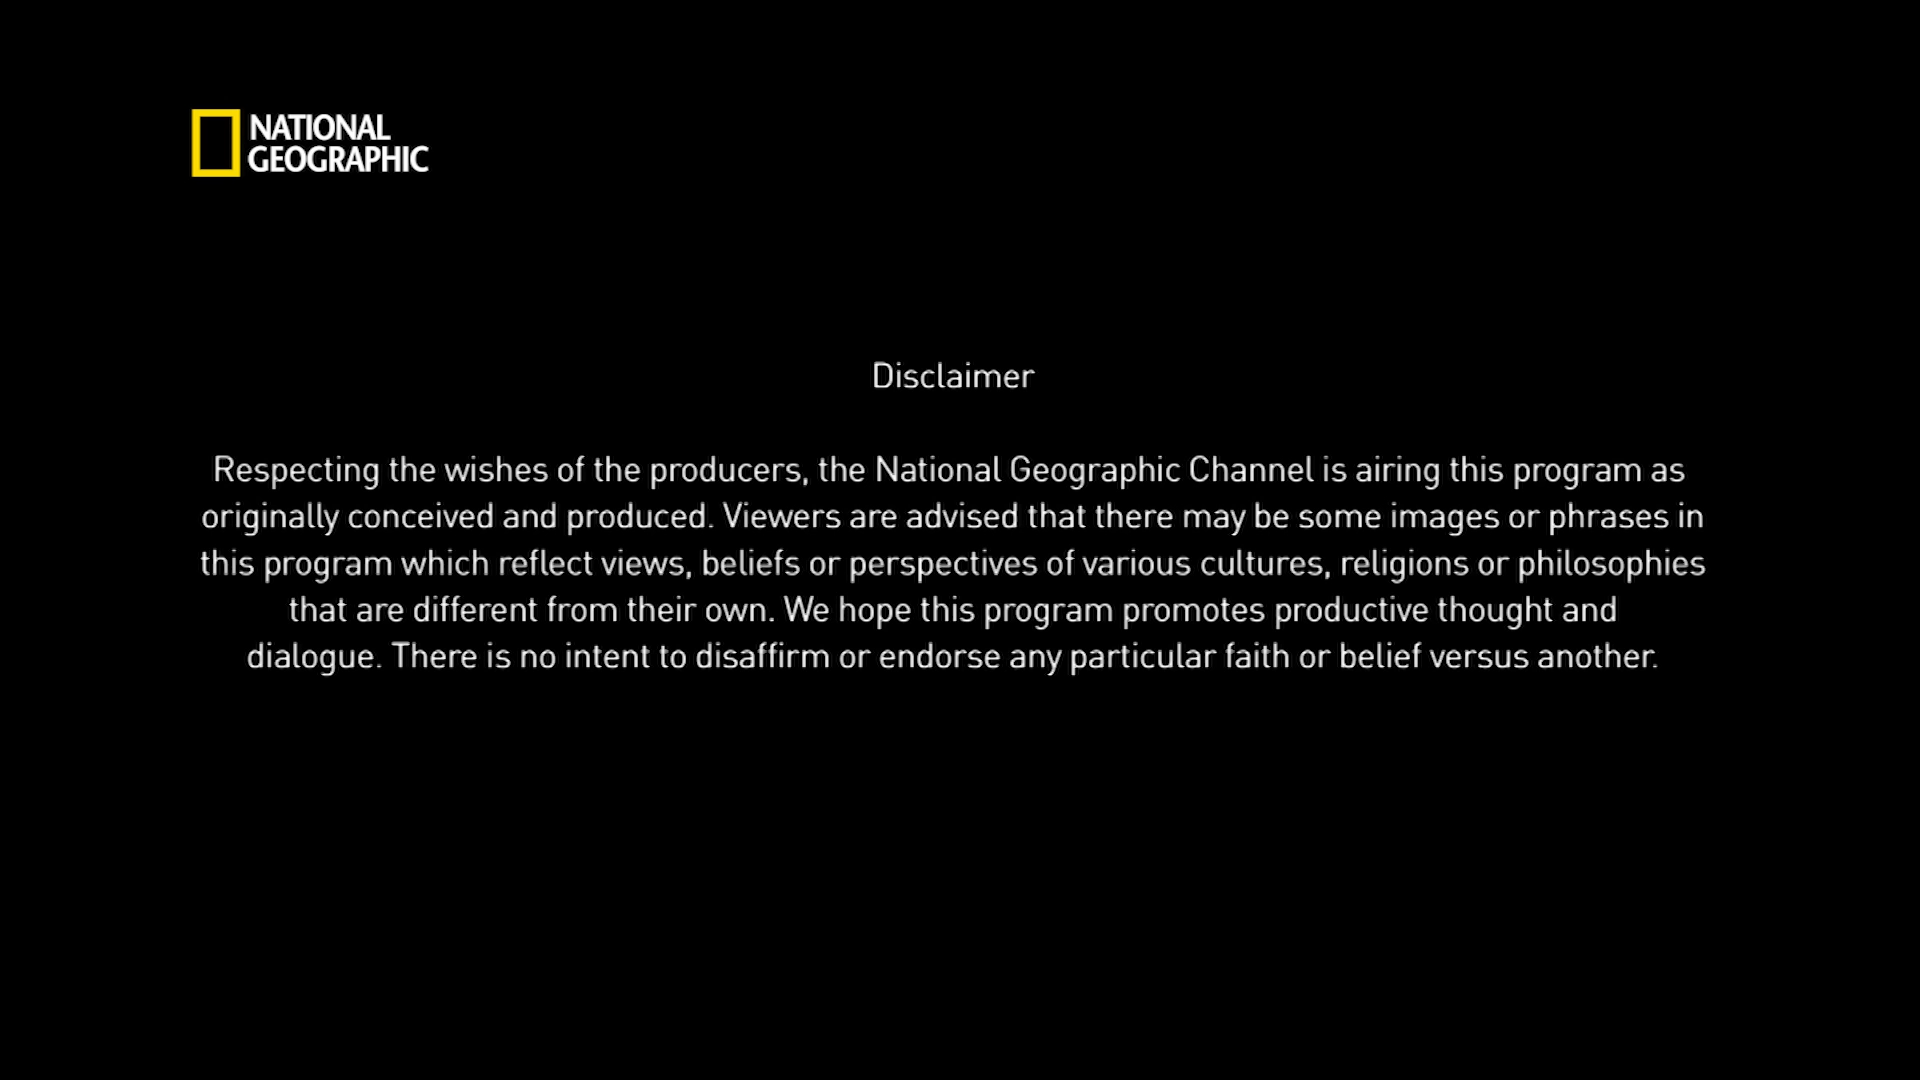 NATIONAL
GEOGRAPHIC
Disclaimer
Respecting the wishes of the producers, the National Geographic Channel is airing this program as
originally conceived and produced. Viewers are advised that there may be some images or phrases in
this program which reflect views, beliefs or perspectives of various cultures, religions or philosophies
that are different from their own. We hope this program promotes productive thought and
dialogue. There is no intent to disaffirm or endorse any particular faith or belief versus another.